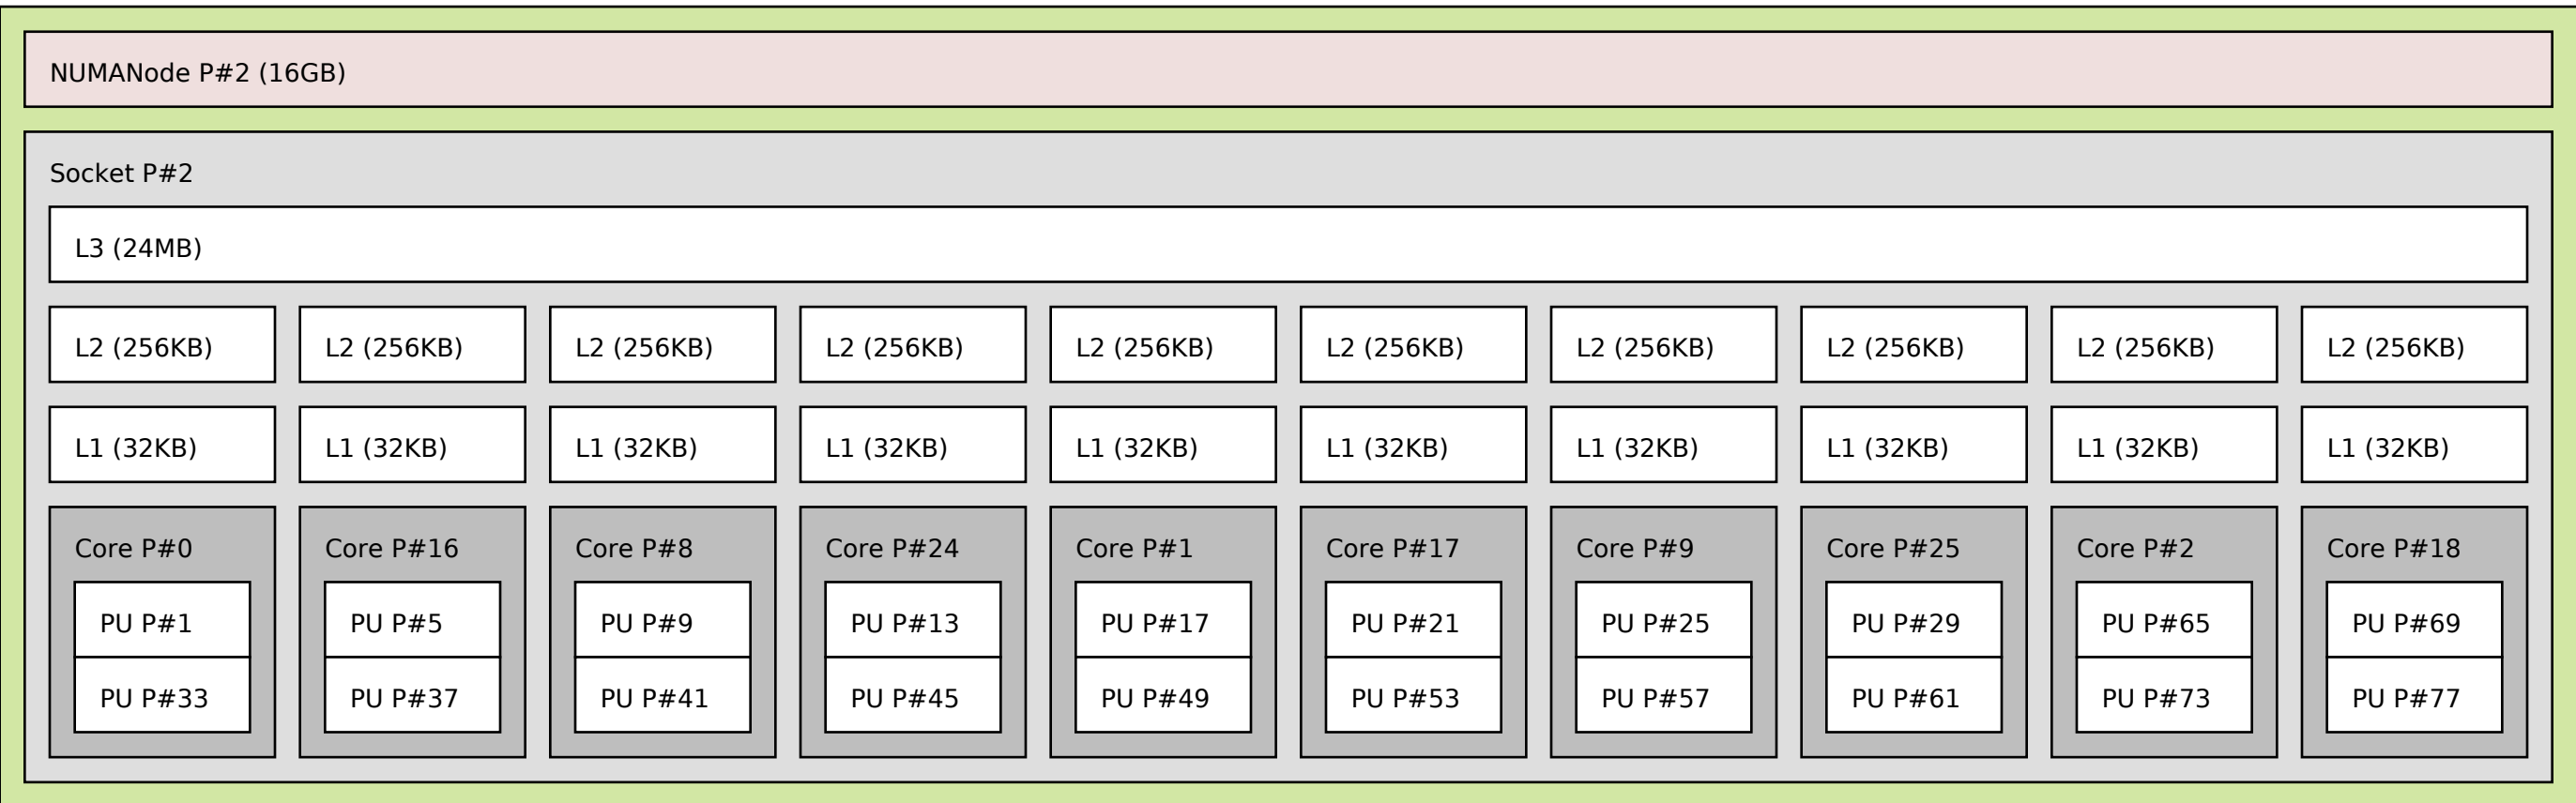 NUMANode P#2 (16GB)
Socket P#2
L3 (24MB)
L2 (256KB) L2 (256KB) L2 (256KB) L2 (256KB) L2 (256KB) L2 (256KB) L2 (256KB) L2 (256KB) L2 (256KB) L2 (256KB)
L1 (32KB) L1 (32KB) L1 (32KB) L1 (32KB) L1 (32KB) L1 (32KB) L1 (32KB) L1 (32KB) L1 (32KB) L1 (32KB)
Core P#0 Core P#16 Core P#8 Core P#24 Core P#1 Core P#17 Core P#9 Core P#25 Core P#2 Core P#18
PU P#1 PU P#5 PU P#9 PU P#13 PU P#17 PU P#21 PU P#25 PU P#29 PU P#65 PU P#69
PU P#33 PU P#37 PU P#41 PU P#45 PU P#49 PU P#53 PU P#57 PU P#61 PU P#73 PU P#77